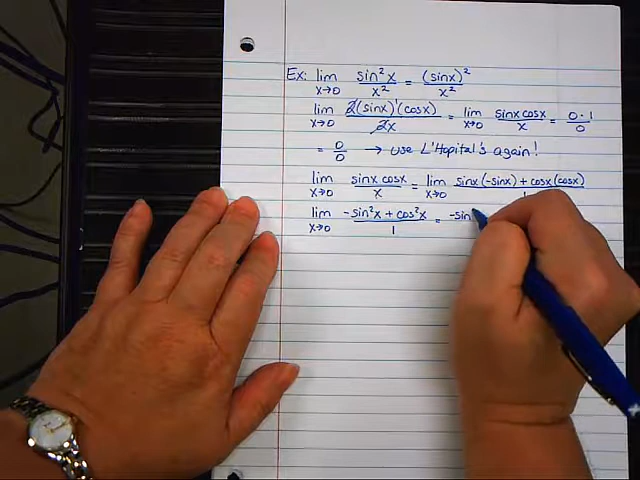 Ex: lim x→0 sin²x / x² = (sinx)² / x²
lim x→0 2(sinx)'(cosx) / 2x = lim x→0 sinxcosx / x = 0·1 / 0
= 0/0 → use L'Hopital's again!
lim x→0 sinx cosx / x = lim x→0 sinx(-sinx) + cosx(cosx) / 1
lim x→0 -sin²x + cos²x / 1 = -sin